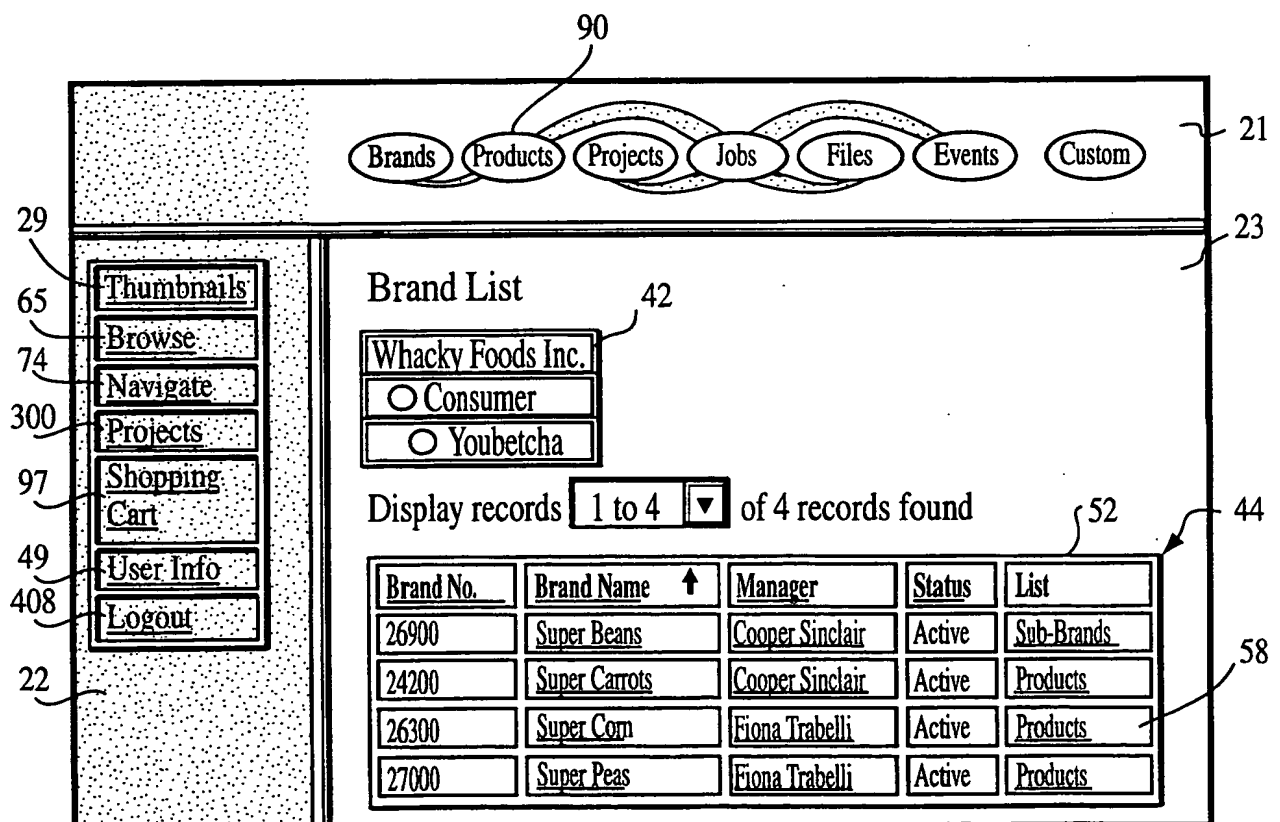 90
Brands Products Projects Jobs Files Events Custom
21
23
29
Thumbnails
65
Browse
74
Navigate
300
Projects
97
Shopping
Cart
49
User Info
408
Logout
22
Brand List
42
Whacky Foods Inc.
Consumer
Youbetcha
Display records 1 to 4 of 4 records found
52
44
Brand No. Brand Name Manager Status List
26900 Super Beans Cooper Sinclair Active Sub-Brands
24200 Super Carrots Cooper Sinclair Active Products
58
26300 Super Corn Fiona Trabelli Active Products
27000 Super Peas Fiona Trabelli Active Products